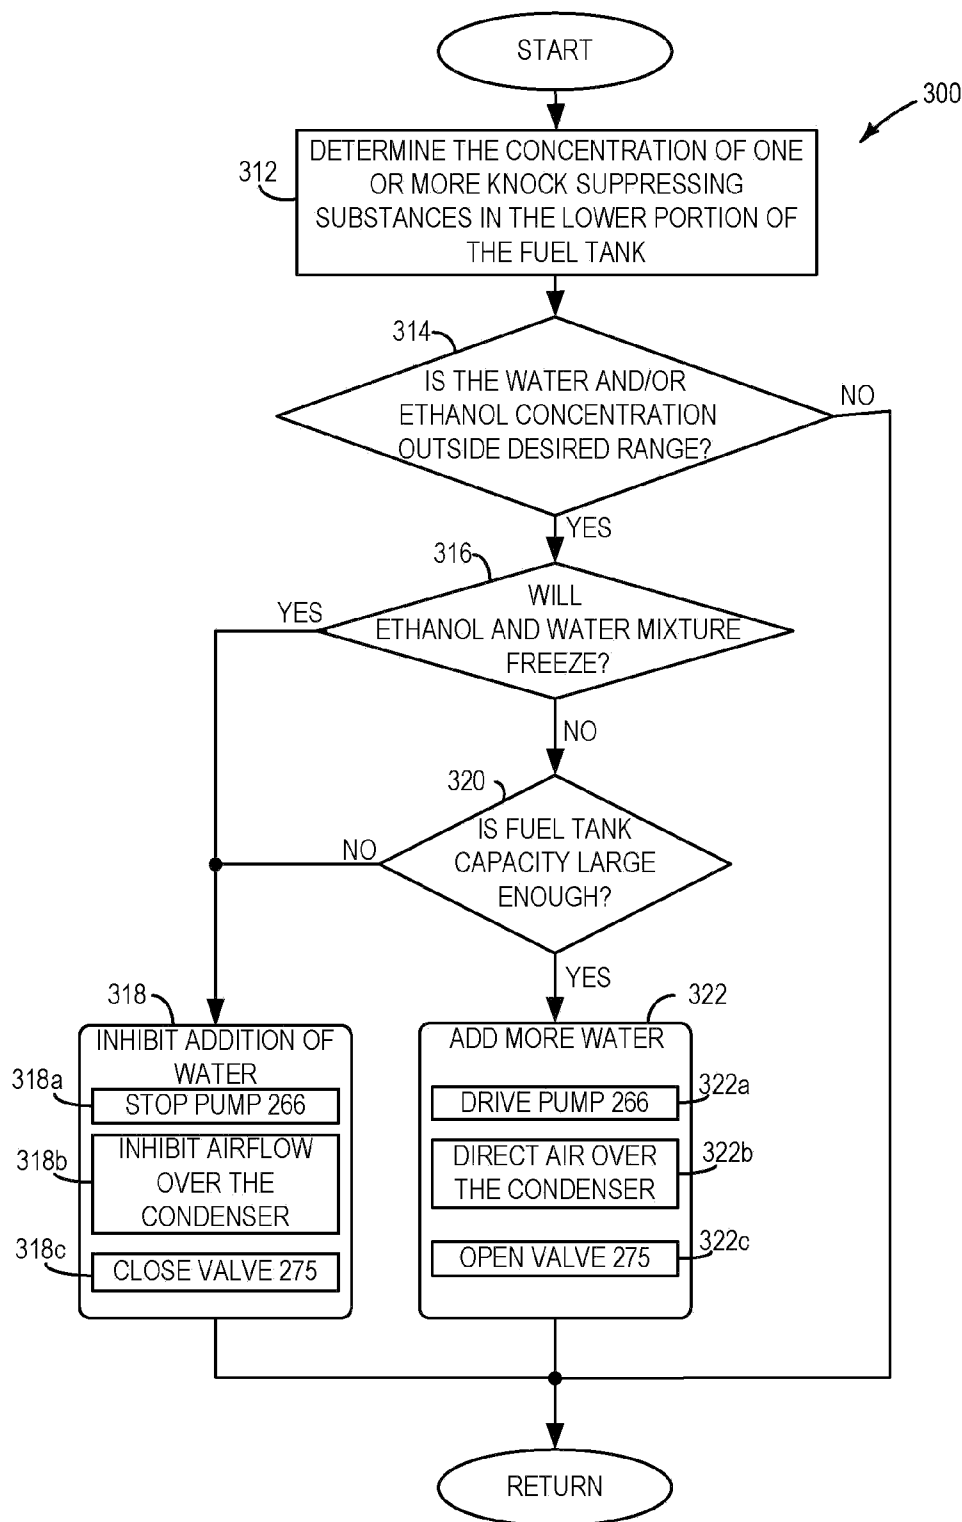 START
300
312
DETERMINE THE CONCENTRATION OF ONE
OR MORE KNOCK SUPPRESSING
SUBSTANCES IN THE LOWER PORTION OF
THE FUEL TANK
314
IS THE WATER AND/OR
ETHANOL CONCENTRATION
OUTSIDE DESIRED RANGE?
NO
YES
316
WILL
ETHANOL AND WATER MIXTURE
FREEZE?
YES
NO
320
IS FUEL TANK
CAPACITY LARGE
ENOUGH?
NO
YES
318
INHIBIT ADDITION OF
WATER
318a
STOP PUMP 266
318b
INHIBIT AIRFLOW
OVER THE
CONDENSER
318c
CLOSE VALVE 275
322
ADD MORE WATER
322a
DRIVE PUMP 266
322b
DIRECT AIR OVER
THE CONDENSER
322c
OPEN VALVE 275
RETURN